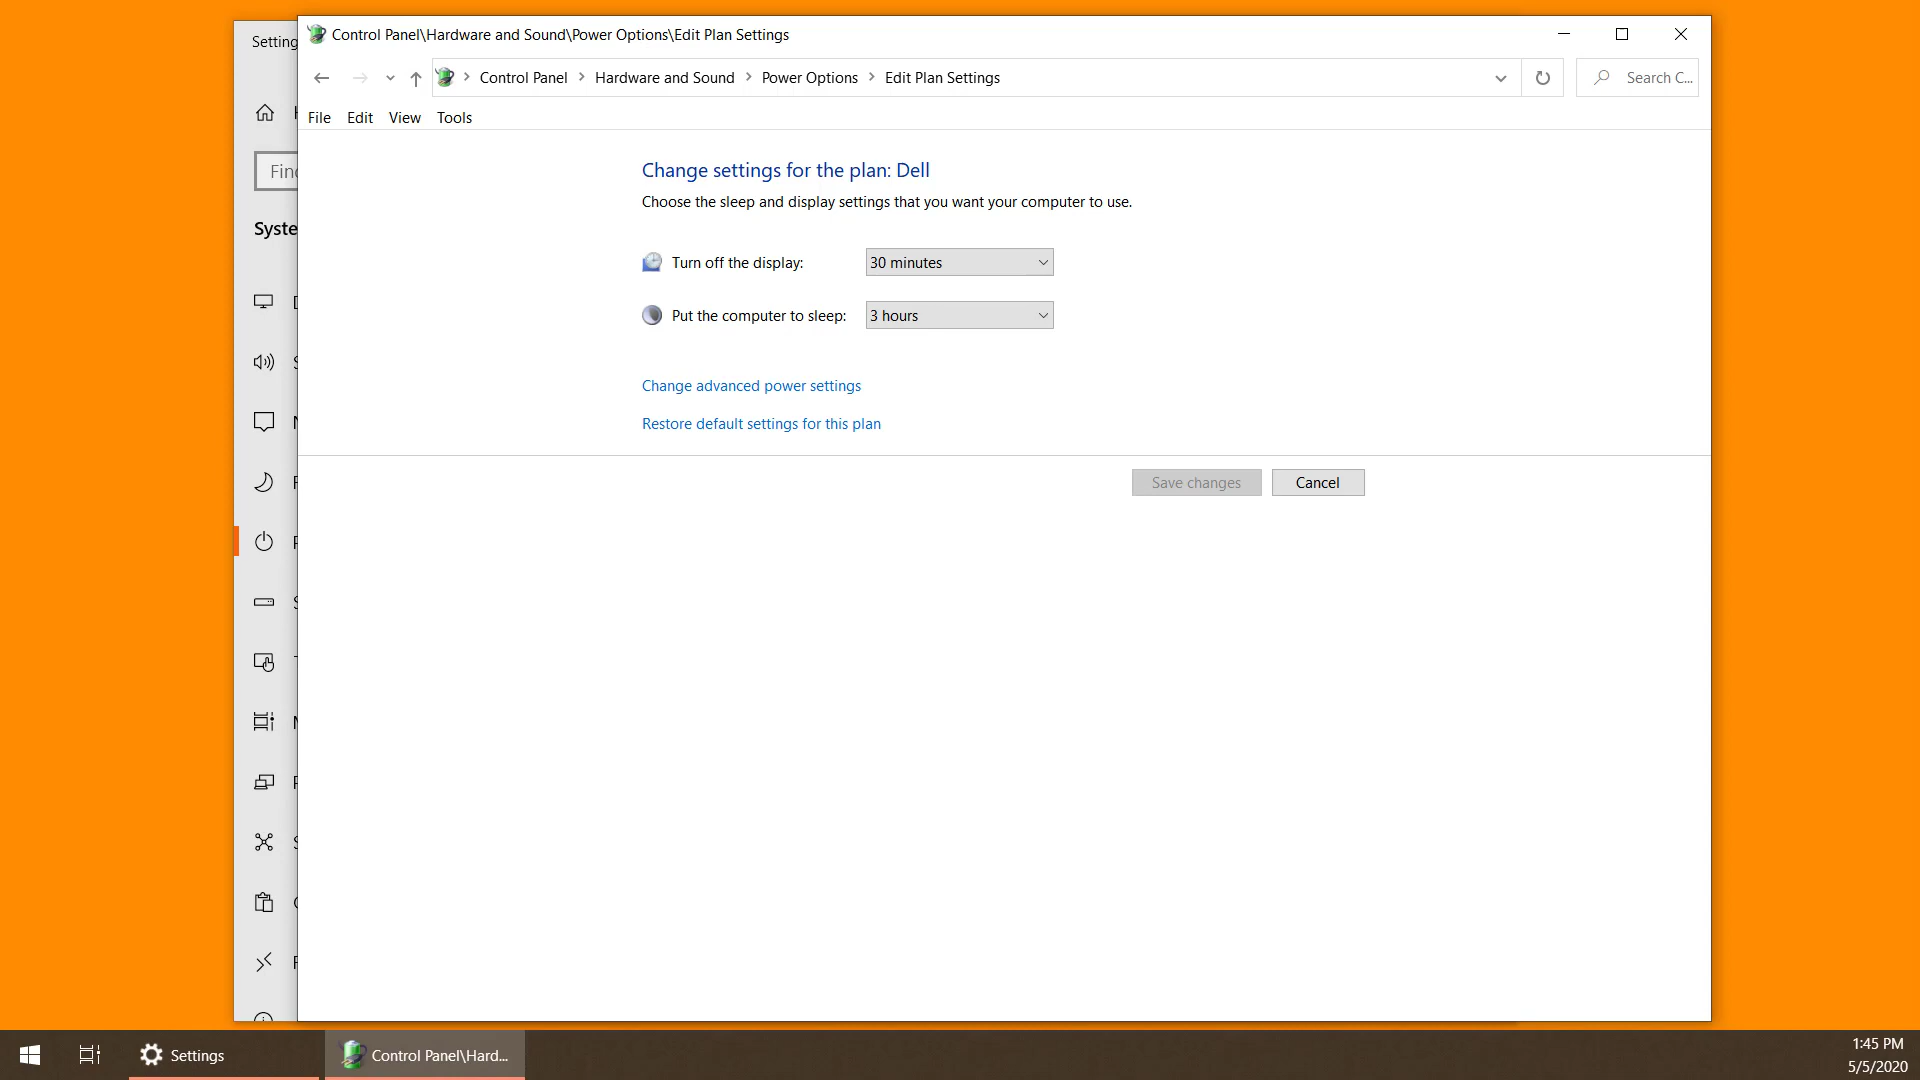 Setting
Control Panel\Hardware and Sound\Power Options\Edit Plan Settings
Control Panel
Hardware and Sound
Power Options
Edit Plan Settings
Search C...
File
Edit
View
Tools
Find
Syste
Change settings for the plan: Dell
Choose the sleep and display settings that you want your computer to use.
Turn off the display:
30 minutes
Put the computer to sleep:
3 hours
Change advanced power settings
Restore default settings for this plan
Save changes
Cancel
Settings
Control Panel\Hard...
1:45 PM
5/5/2020